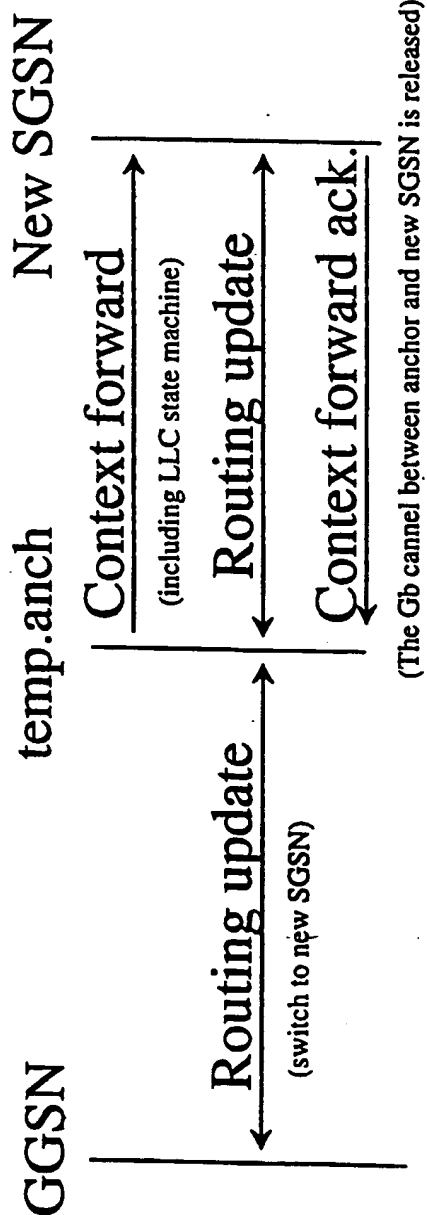 GGSN
temp.anch
New SGSN
Context forward
(including LLC state machine)
Routing update
Routing update
(switch to new SGSN)
Context forward ack.
(The Gb cannel between anchor and new SGSN is released)